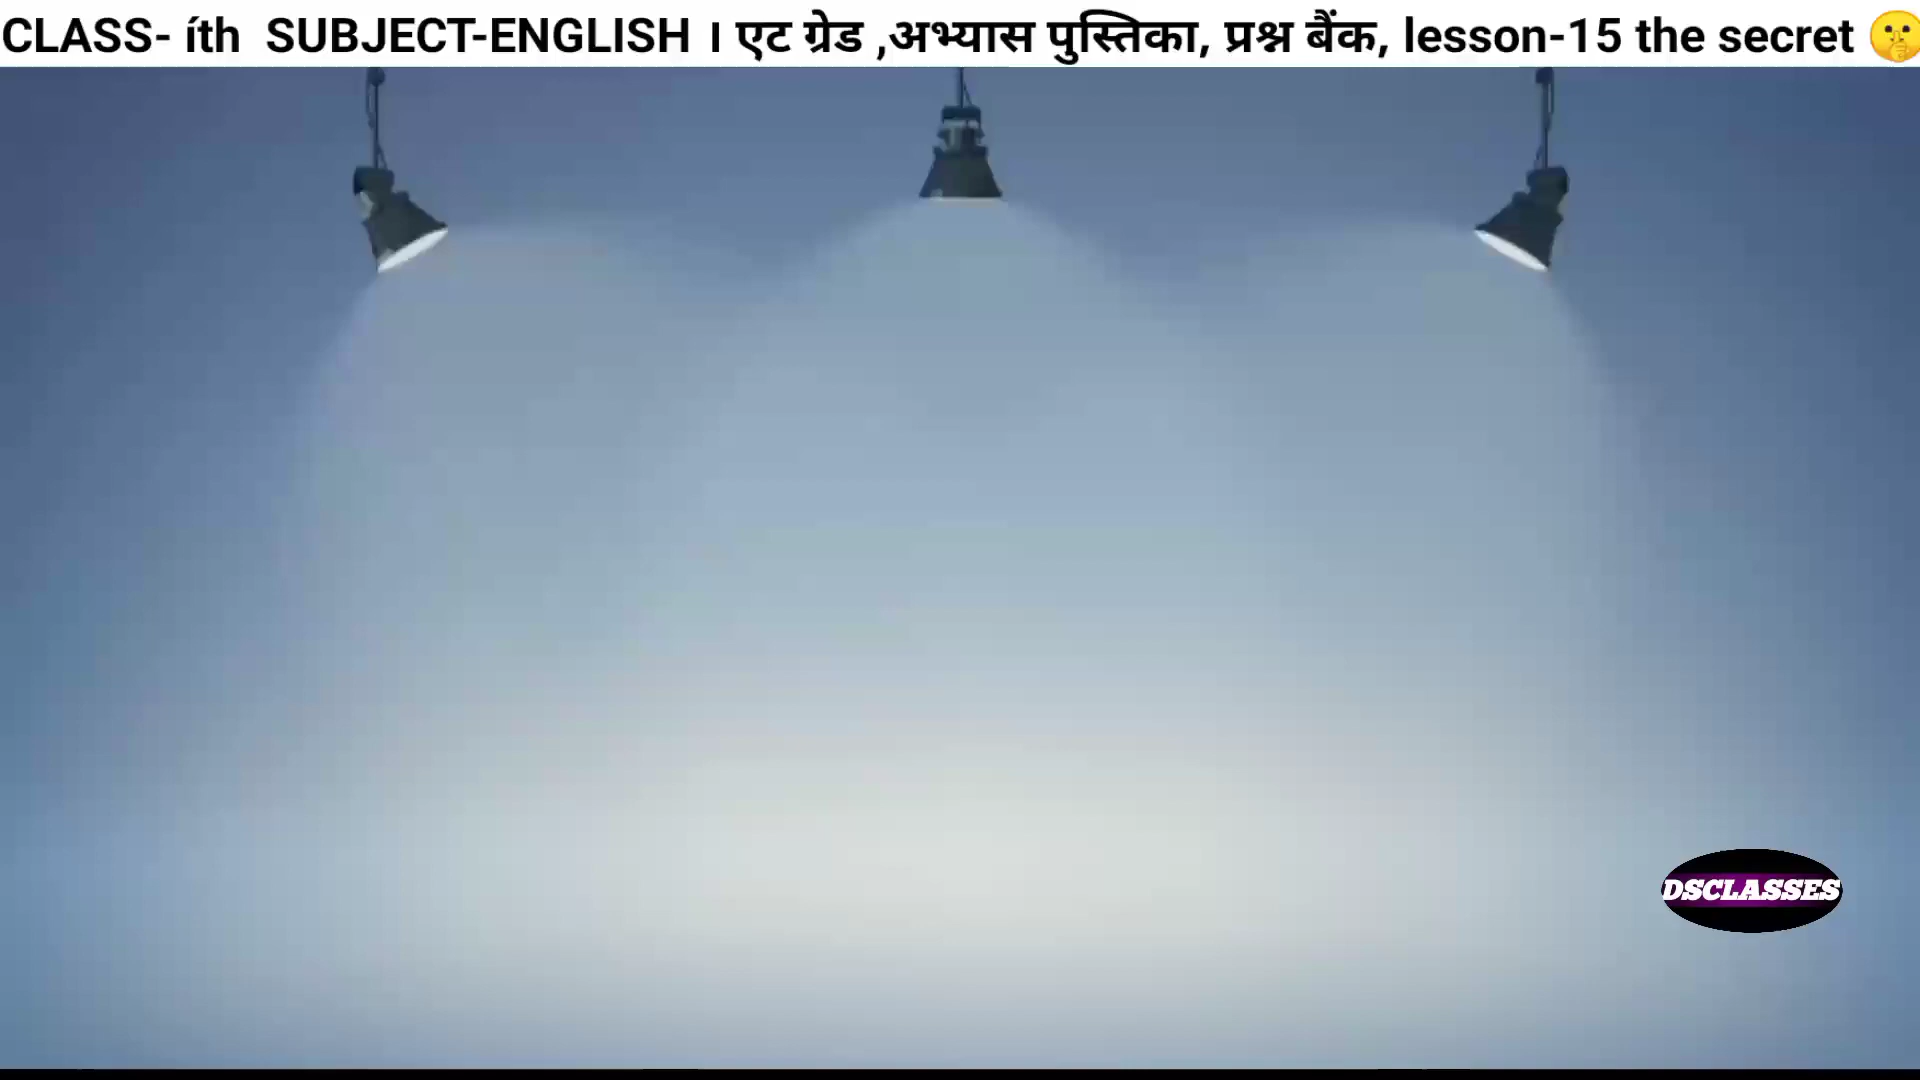 CLASS- íth SUBJECT-ENGLISH । एट ग्रेड ,अभ्यास पुस्तिका, प्रश्न बैंक, lesson-15 the secret 🤫
DSCLASSES